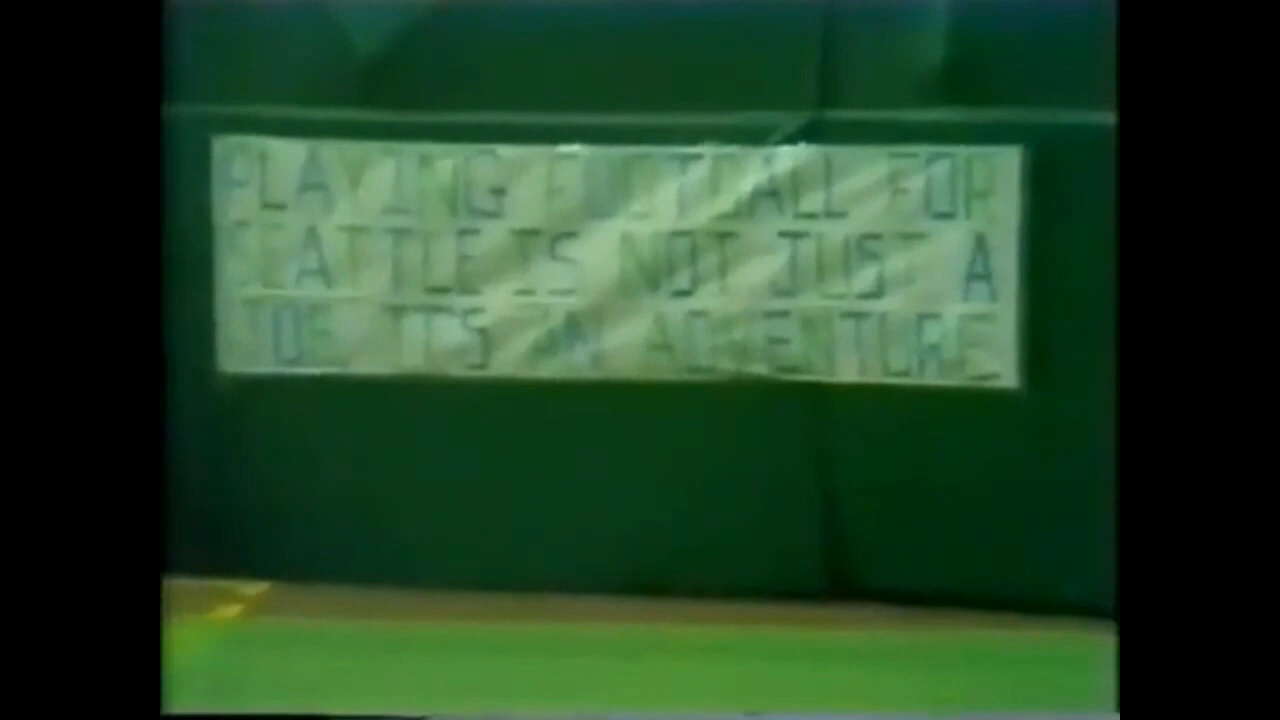 PLAYING FOOTBALL FOR
SEATTLE IS NOT JUST A
JOB IT'S AN ADVENTURE